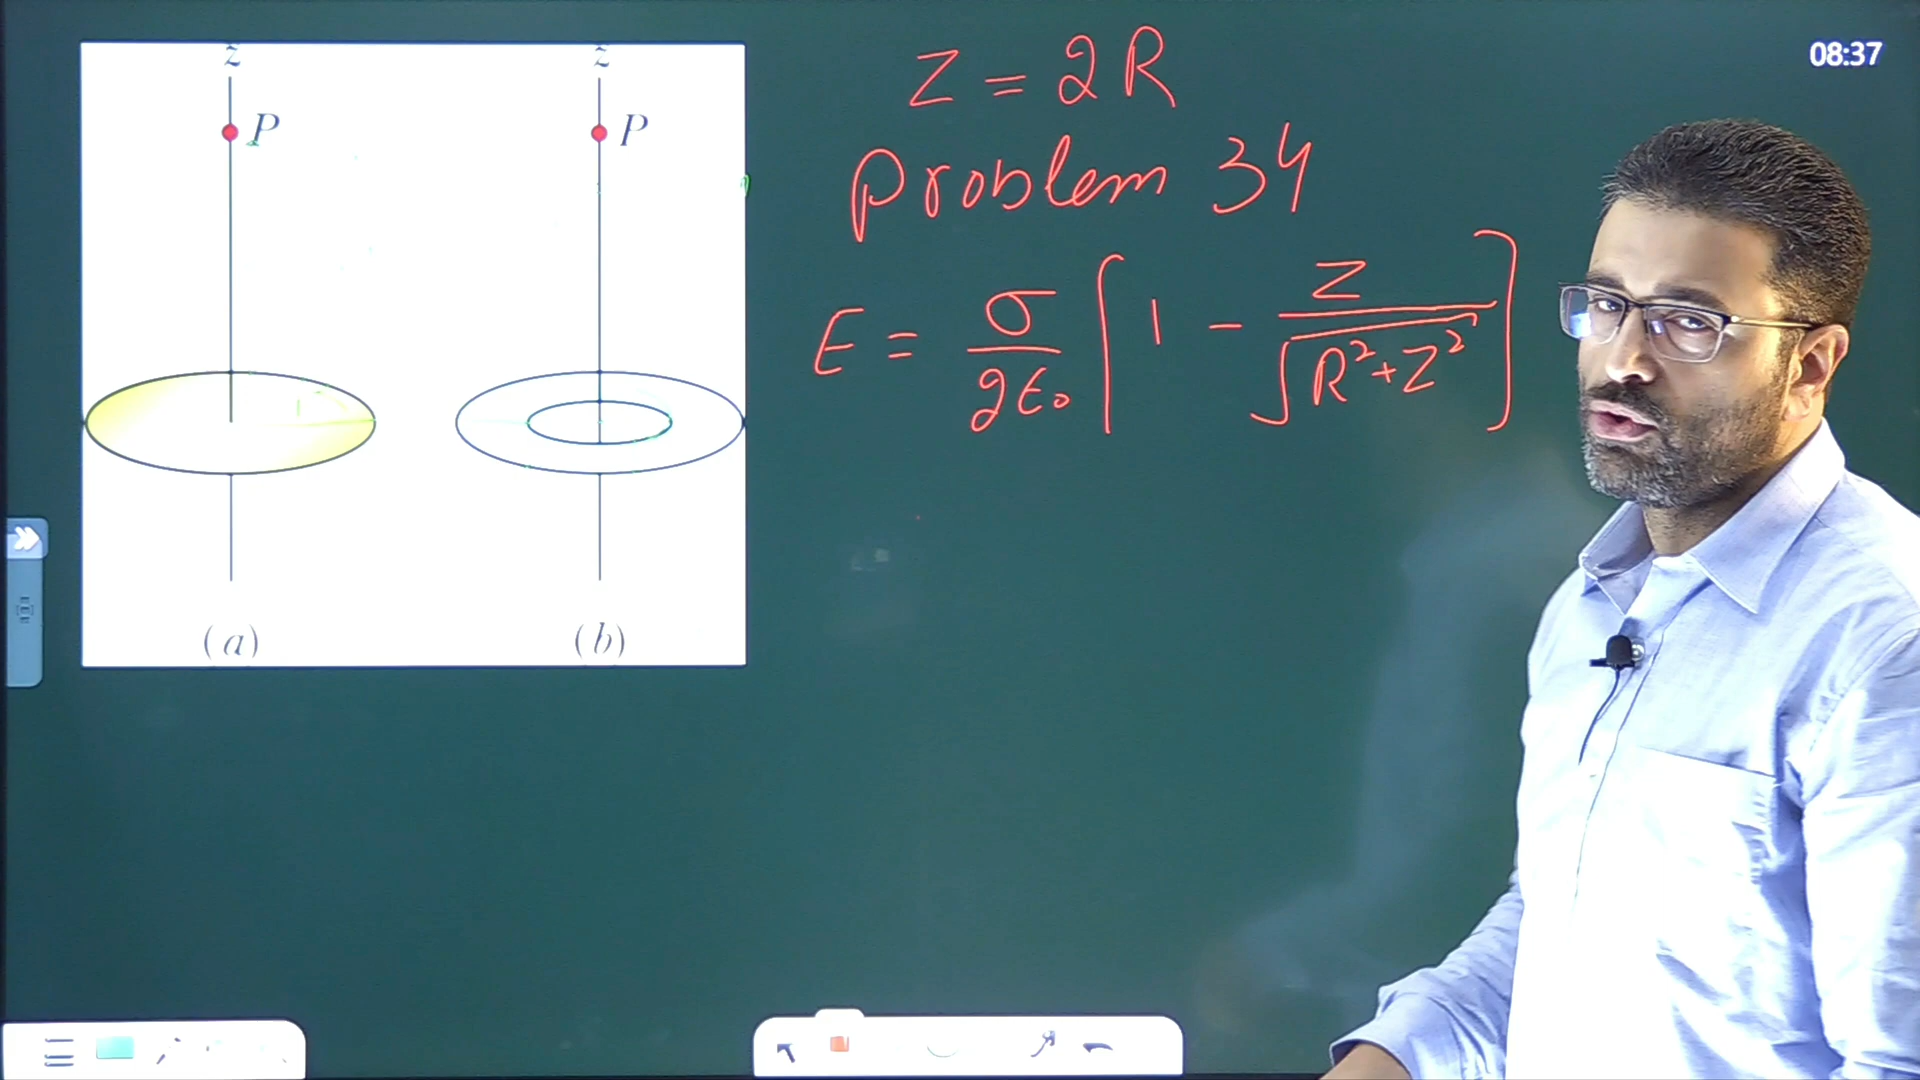 z
P
(a)
z
P
(b)
Z = 2R
Problem 34
E = σ/2ϵ₀ [1 - Z/√(R²+Z²)]
08:37